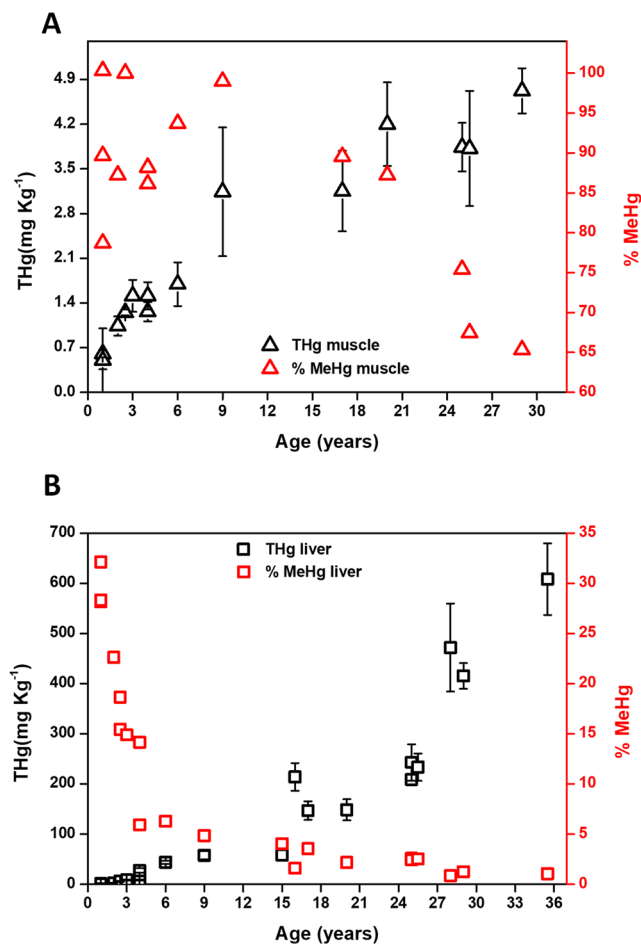 A
4.9
4.2
3.5
2.8
2.1
1.4
0.7
0.0
THg(mg Kg-1)
100
95
90
85
80
75
70
65
60
% MeHg
THg muscle
% MeHg muscle
0 3 6 9 12 15 18 21 24 27 30
Age (years)
B
700
600
500
400
300
200
100
0
THg(mg Kg-1)
35
30
25
20
15
10
5
0
% MeHg
THg liver
% MeHg liver
0 3 6 9 12 15 18 21 24 27 30 33 36
Age (years)